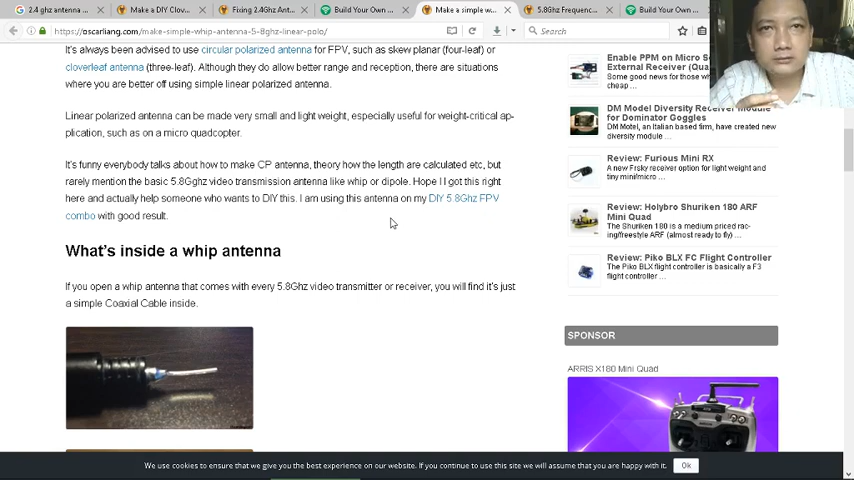 2.4 ghz antenna ...
Make a DIY Clov...
Fixing 2.4Ghz Ant...
Build Your Own ...
Make a simple w...
5.8Ghz Frequenc...
Build Your Own ...
https://oscarliang.com/make-simple-whip-antenna-5-8ghz-linear-polo/
Search
It's always been advised to use circular polarized antenna for FPV, such as skew planar (four-leaf) or
cloverleaf antenna (three-leaf). Although they do allow better range and reception, there are situations
where you are better off using simple linear polarized antenna.
Linear polarized antenna can be made very small and light weight, especially useful for weight-critical ap-
plication, such as on a micro quadcopter.
It's funny everybody talks about how to make CP antenna, theory how the length are calculated etc, but
rarely mention the basic 5.8Gghz video transmission antenna like whip or dipole. Hope I I got this right
here and actually help someone who wants to DIY this. I am using this antenna on my DIY 5.8Ghz FPV
combo with good result.
What's inside a whip antenna
If you open a whip antenna that comes with every 5.8Ghz video transmitter or receiver, you will find it's just
a simple Coaxial Cable inside.
Enable PPM on Micro S
External Receiver (Qua
Some good news for those wh
cheap ...
DM Model Diversity Receiver Module
for Dominator Goggles
DM Motel, an Italian based firm, have created new
diversity module ...
Review: Furious Mini RX
A new Frsky receiver option for light weight and
tiny mini/micro ...
Review: Holybro Shuriken 180 ARF
Mini Quad
The Shuriken 180 is a medium priced rac-
ing/freestyle ARF (almost ready to fly) ...
Review: Piko BLX FC Flight Controller
The Piko BLX flight controller is basically a F3
flight controller ...
SPONSOR
ARRIS X180 Mini Quad
We use cookies to ensure that we give you the best experience on our website. If you continue to use this site we will assume that you are happy with it.
Ok